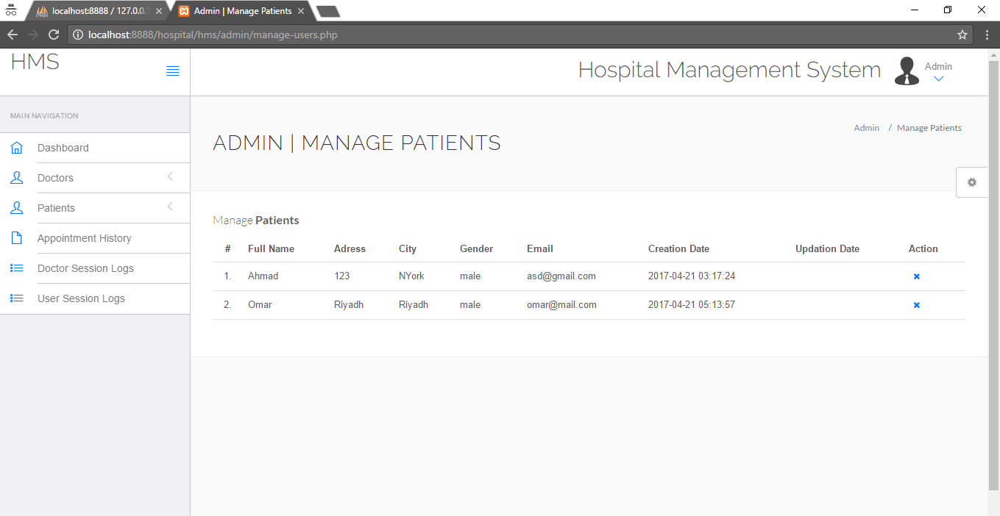 localhost:8888 / 127.0.0.1
Admin | Manage Patients
localhost:8888/hospital/hms/admin/manage-users.php
HMS
Hospital Management System
Admin
MAIN NAVIGATION
Dashboard
Doctors
Patients
Appointment History
Doctor Session Logs
User Session Logs
ADMIN | MANAGE PATIENTS
Admin / Manage Patients
Manage Patients
# Full Name Adress City Gender Email Creation Date Updation Date Action
1. Ahmad 123 NYork male asd@gmail.com 2017-04-21 03:17:24
2. Omar Riyadh Riyadh male omar@mail.com 2017-04-21 05:13:57